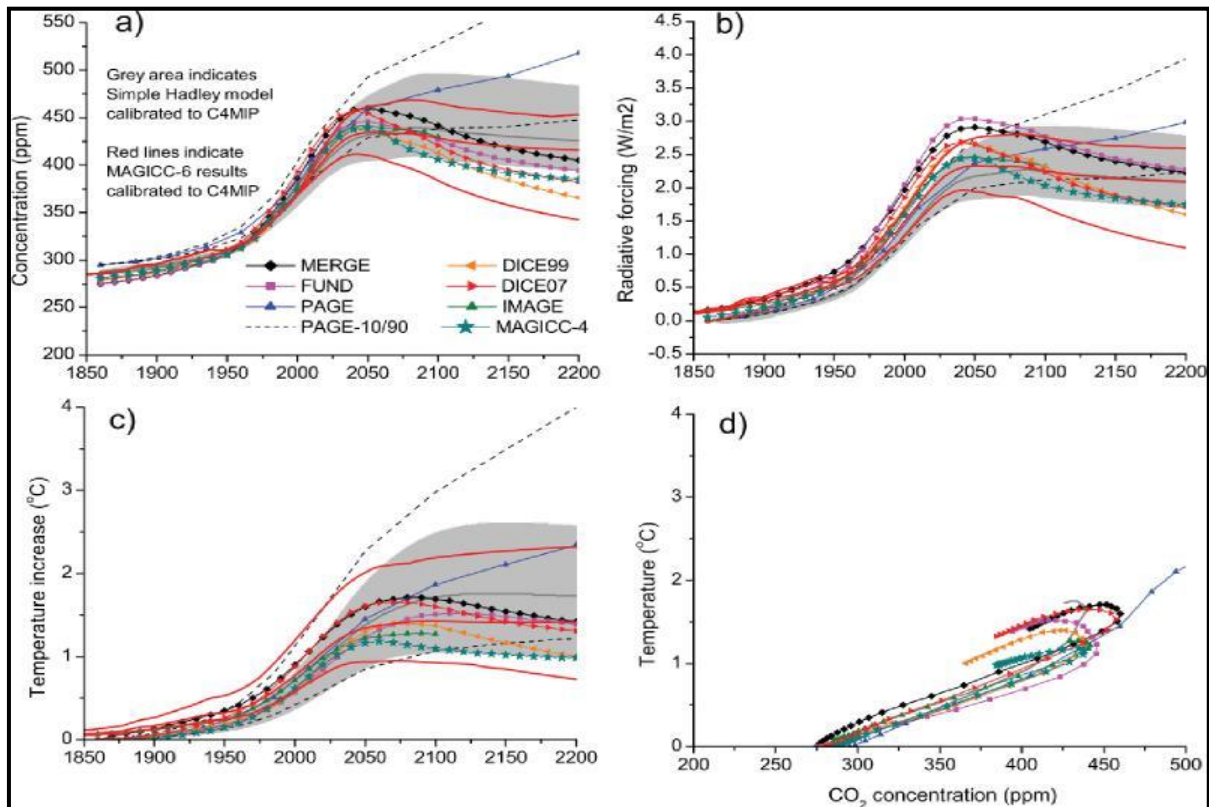 a)
Grey area indicates
Simple Hadley model
calibrated to C4MIP
Red lines indicate
MAGICC-6 results
calibrated to C4MIP
Concentration (ppm)
550
500
450
400
350
300
250
200
1850 1900 1950 2000 2050 2100 2150 2200
MERGE DICE99
FUND DICE07
PAGE IMAGE
PAGE-10/90 MAGICC-4
b)
Radiative forcing (W/m2)
4.5
4.0
3.5
3.0
2.5
2.0
1.5
1.0
0.5
0.0
-0.5
1850 1900 1950 2000 2050 2100 2150 2200
c)
Temperature increase (°C)
4
3
2
1
0
1850 1900 1950 2000 2050 2100 2150 2200
d)
Temperature (°C)
4
3
2
1
0
200 250 300 350 400 450 500
CO₂ concentration (ppm)